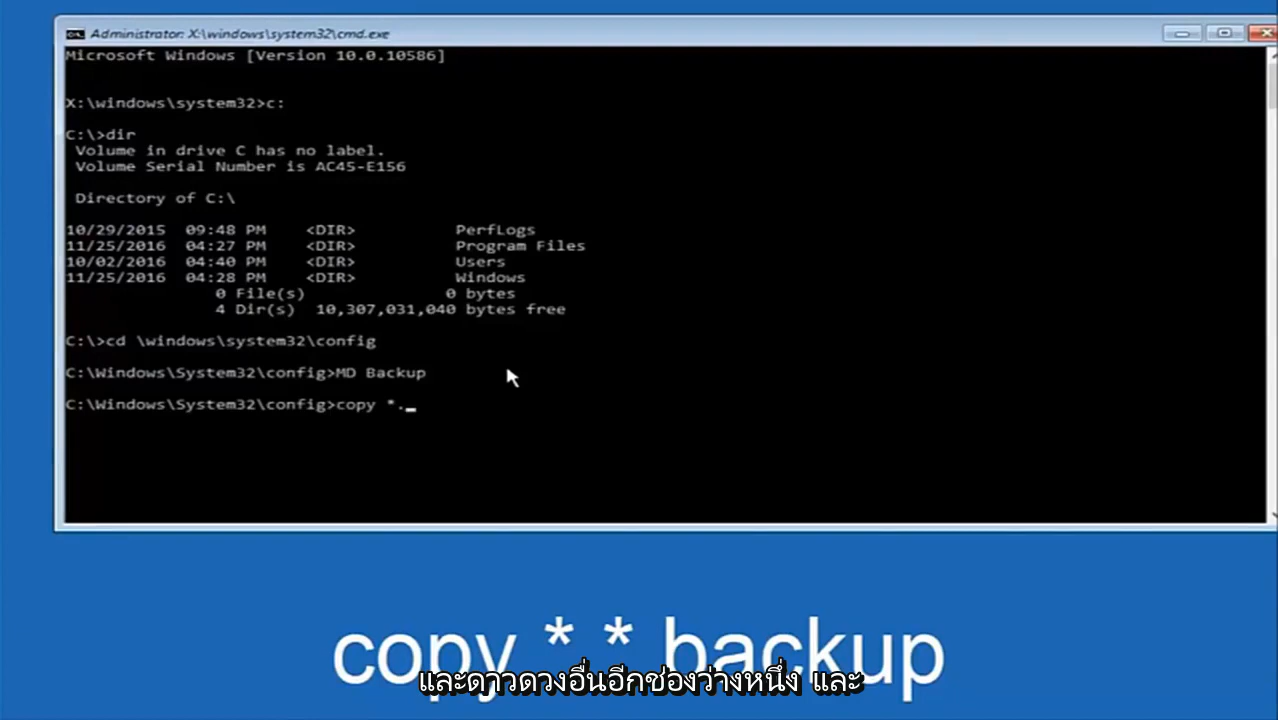 Administrator: X:\windows\system32\cmd.exe
Microsoft Windows [Version 10.0.10586]
X:\windows\system32>c:
C:\>dir
Volume in drive C has no label.
Volume Serial Number is AC45-E156
Directory of C:\
10/29/2015 09:48 PM <DIR> PerfLogs
11/25/2016 04:27 PM <DIR> Program Files
10/02/2016 04:40 PM <DIR> Users
11/25/2016 04:28 PM <DIR> Windows
0 File(s) 0 bytes
4 Dir(s) 10,307,031,040 bytes free
C:\>cd \windows\system32\config
C:\Windows\System32\config>MD Backup
C:\Windows\System32\config>copy *._
copy * * backup
และดาวดวงอื่นอีกช่องว่างหนึ่ง และ